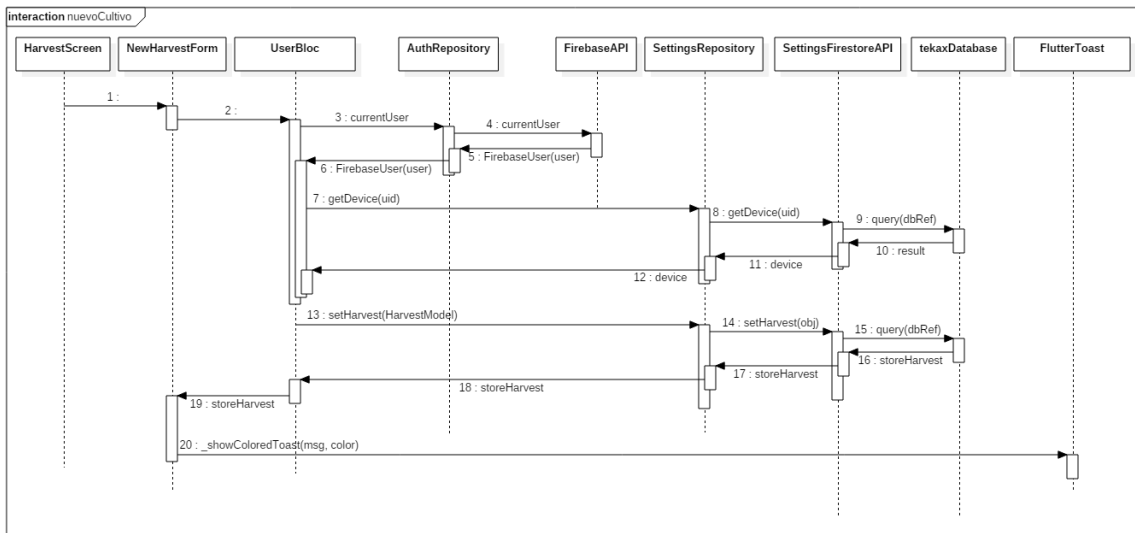 interaction nuevoCultivo
HarvestScreen
NewHarvestForm
UserBloc
AuthRepository
FirebaseAPI
SettingsRepository
SettingsFirestoreAPI
tekaxDatabase
FlutterToast
1 :
2 :
3 : currentUser
4 : currentUser
5 : FirebaseUser(user)
6 : FirebaseUser(user)
7 : getDevice(uid)
8 : getDevice(uid)
9 : query(dbRef)
10 : result
11 : device
12 : device
13 : setHarvest(HarvestModel)
14 : setHarvest(obj)
15 : query(dbRef)
16 : storeHarvest
17 : storeHarvest
18 : storeHarvest
19 : storeHarvest
20 : _showColoredToast(msg, color)